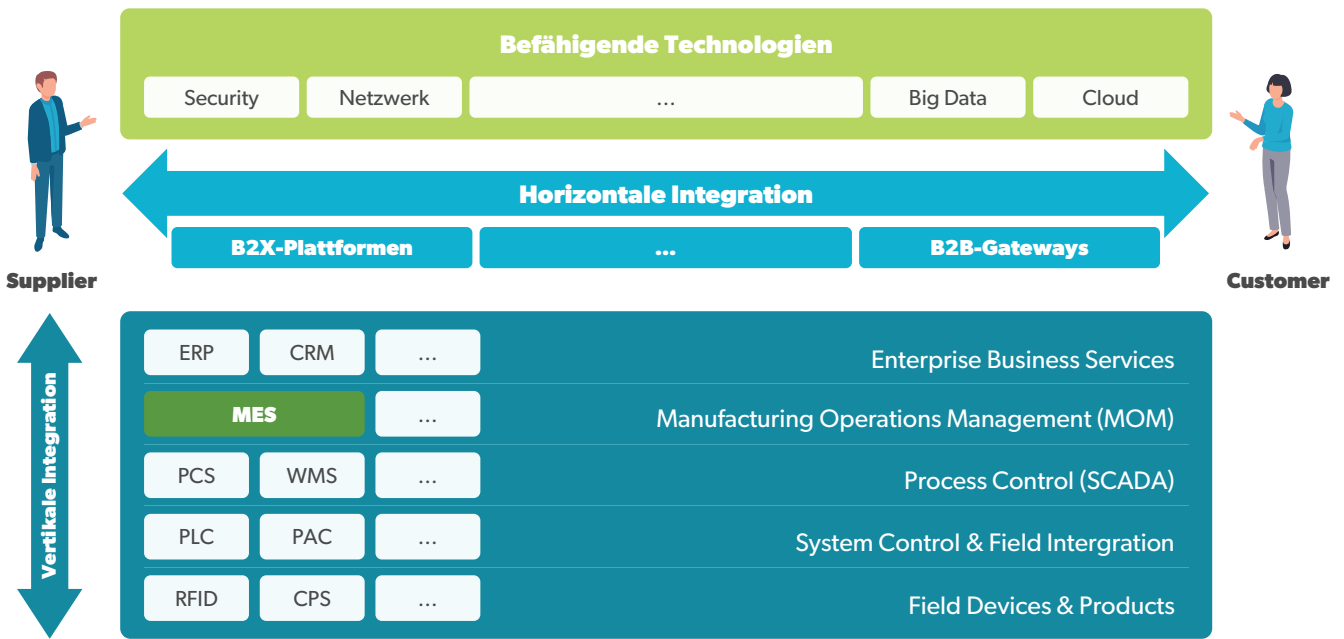 Befähigende Technologien
Security Netzwerk ... Big Data Cloud
Horizontale Integration
B2X-Plattformen ... B2B-Gateways
Supplier
Customer
Vertikale Integration
ERP CRM ... Enterprise Business Services
MES ... Manufacturing Operations Management (MOM)
PCS WMS ... Process Control (SCADA)
PLC PAC ... System Control & Field Intergration
RFID CPS ... Field Devices & Products